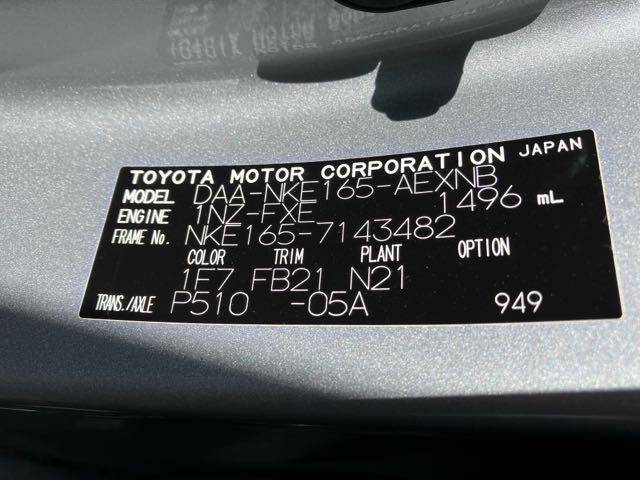 TOYOTA MOTOR CORPORATION JAPAN
MODEL DAA-NKE165-AEXNB
ENGINE 1NZ-FXE 1496 mL
FRAME No. NKE165-7143482
COLOR TRIM PLANT OPTION
1F7 FB21 N21
TRANS./AXLE P510 -05A 949